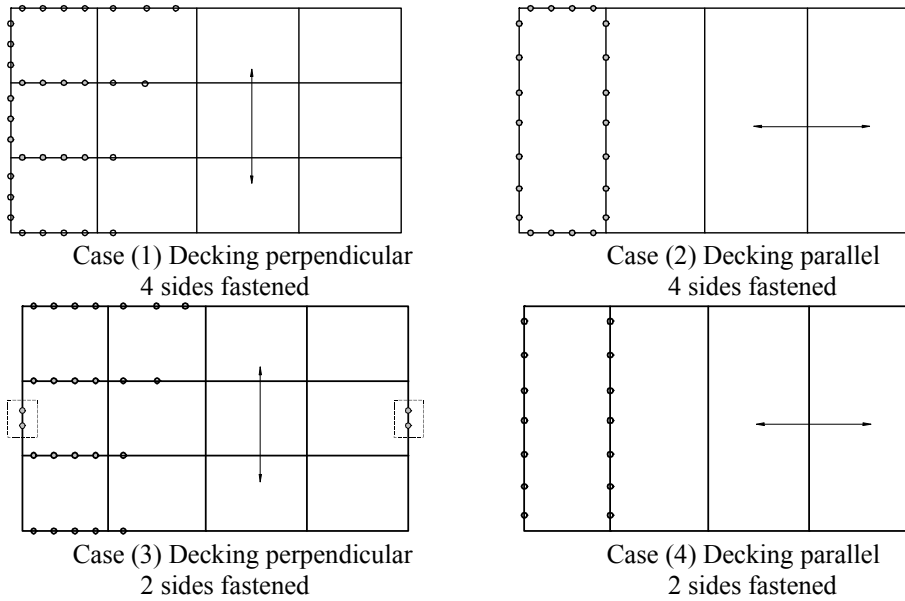 Case (1) Decking perpendicular
4 sides fastened
Case (2) Decking parallel
4 sides fastened
Case (3) Decking perpendicular
2 sides fastened
Case (4) Decking parallel
2 sides fastened